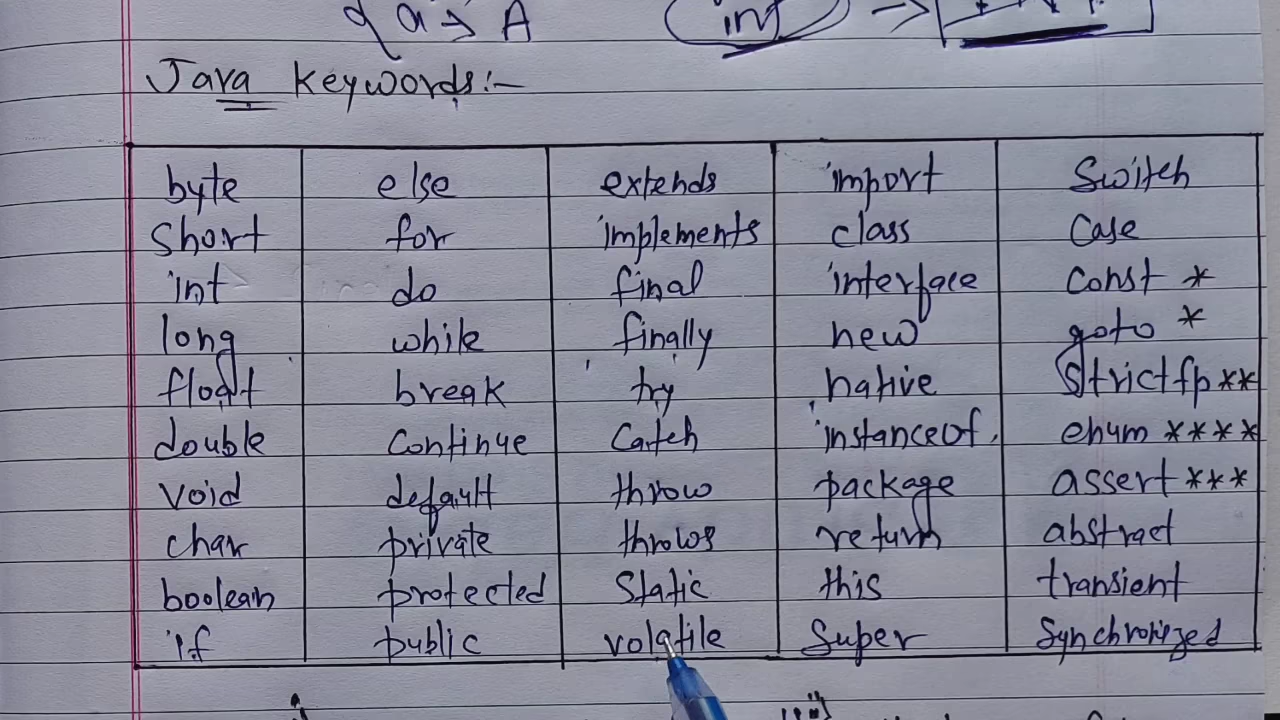 a → A int →
Java Keywords:-
byte else extends import Switch
Short for implements class Case
int do final interface Const *
long while finally new goto *
float break try native Strictfp **
double Continue Catch instanceof enum ****
void default throw package assert ***
char private throws return abstract
boolean protected Static this transient
if public volatile Super Synchronized